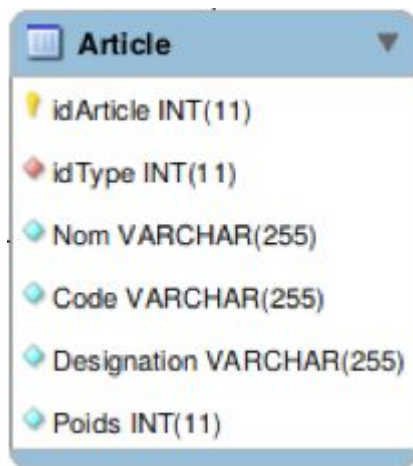 Article
idArticle INT(11)
idType INT(11)
Nom VARCHAR(255)
Code VARCHAR(255)
Designation VARCHAR(255)
Poids INT(11)